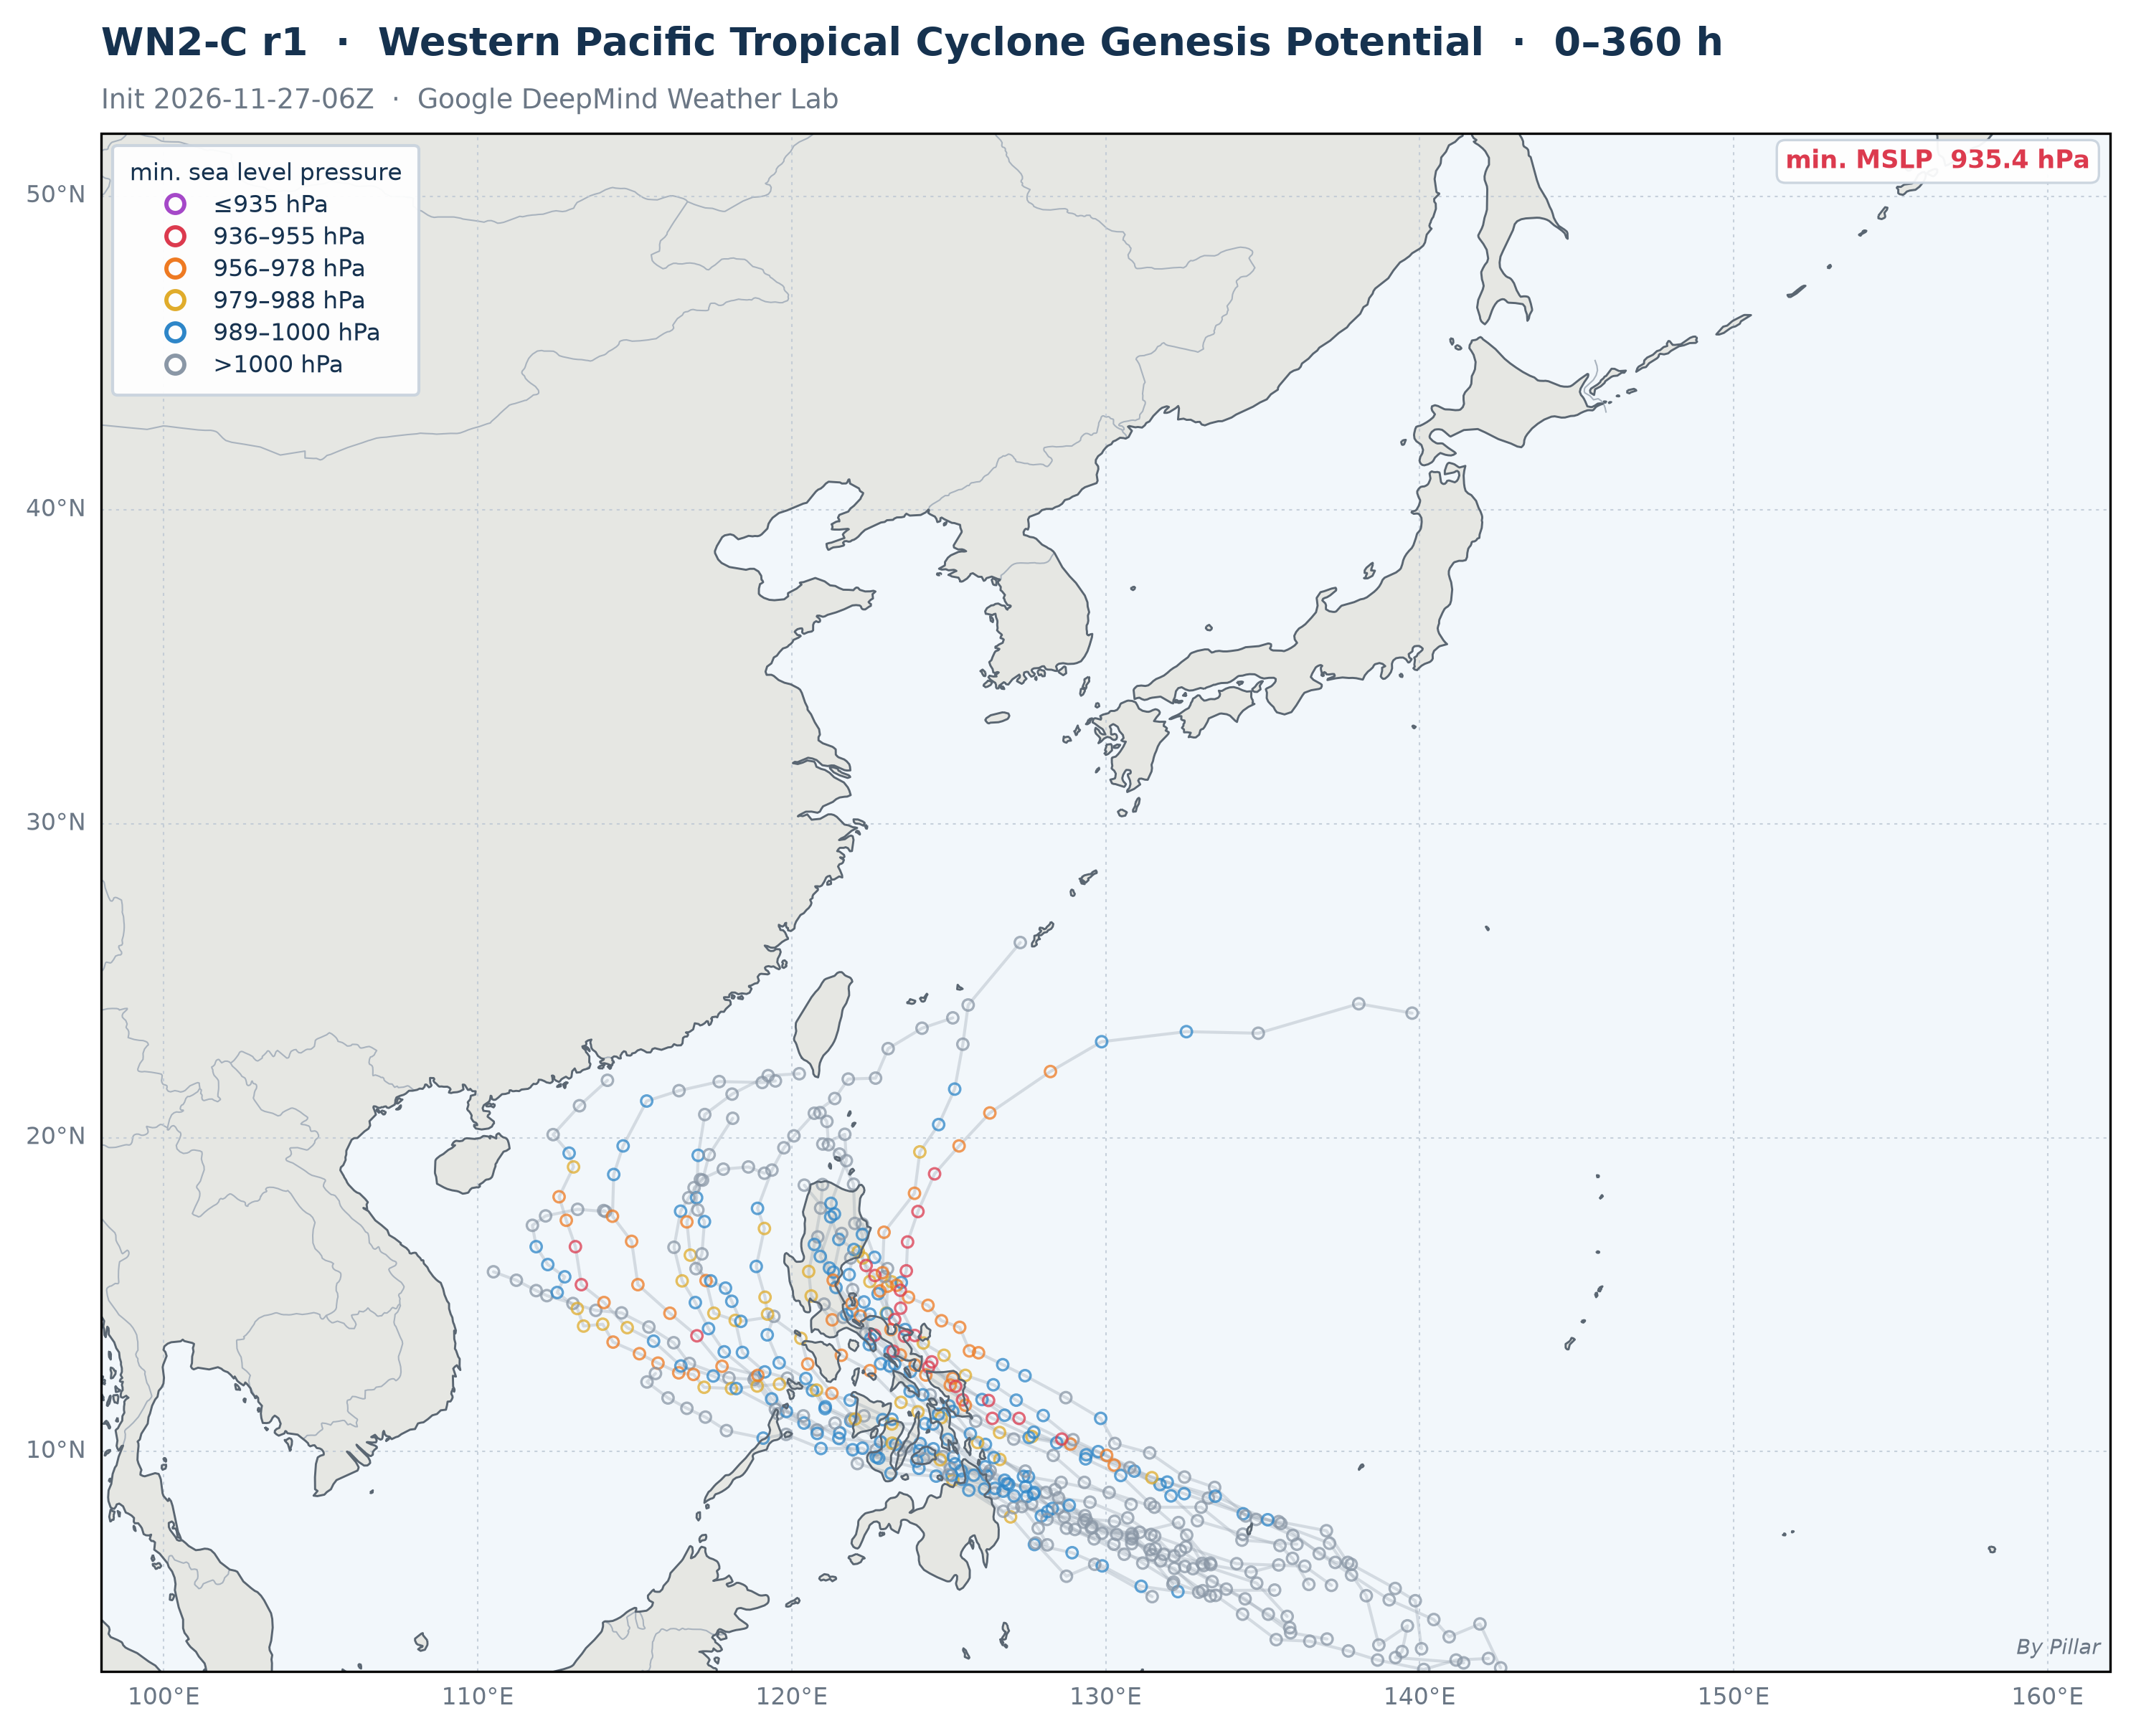 WN2-C r1 · Western Pacific Tropical Cyclone Genesis Potential · 0–360 h
Init 2026-11-27-06Z · Google DeepMind Weather Lab
min. sea level pressure
≤935 hPa
936–955 hPa
956–978 hPa
979–988 hPa
989–1000 hPa
>1000 hPa
min. MSLP 935.4 hPa
50°N
40°N
30°N
20°N
10°N
By Pillar
100°E
110°E
120°E
130°E
140°E
150°E
160°E